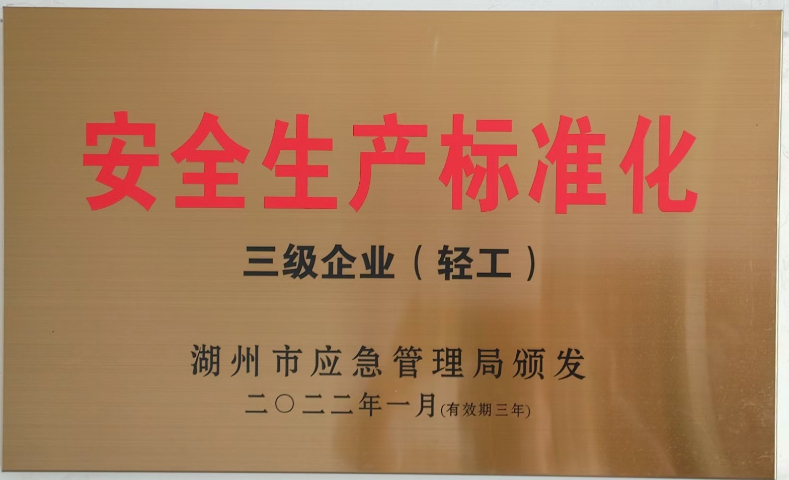 安全生产标准化
三级企业（轻工）
湖州市应急管理局颁发
二〇二二年一月(有效期三年)